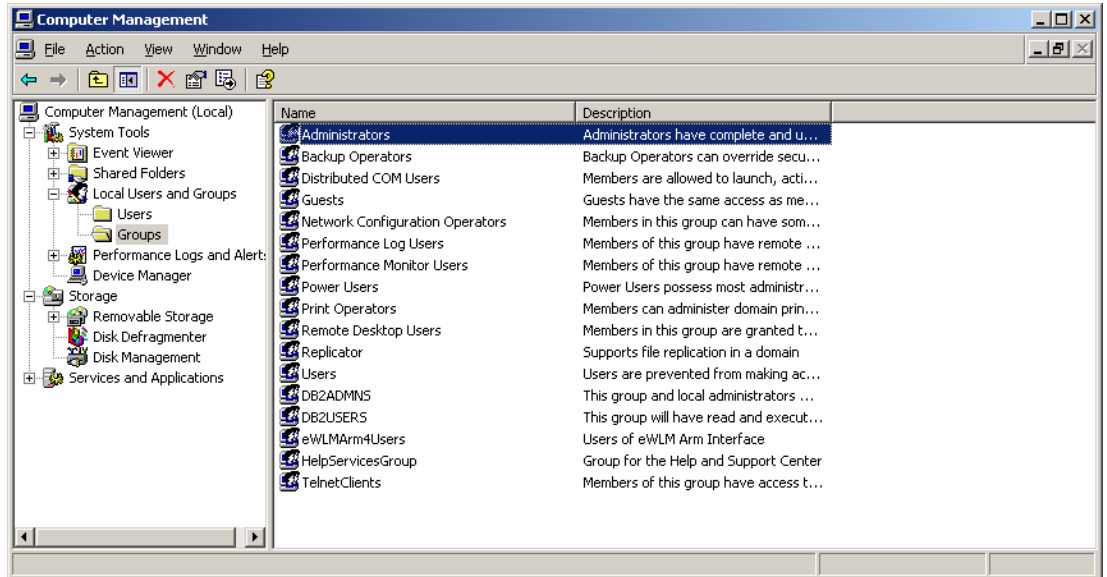 Computer Management
File Action View Window Help
Computer Management (Local)
System Tools
Event Viewer
Shared Folders
Local Users and Groups
Users
Groups
Performance Logs and Alert:
Device Manager
Storage
Removable Storage
Disk Defragmenter
Disk Management
Services and Applications
Name Description
Administrators Administrators have complete and u...
Backup Operators Backup Operators can override secu...
Distributed COM Users Members are allowed to launch, acti...
Guests Guests have the same access as me...
Network Configuration Operators Members in this group can have som...
Performance Log Users Members of this group have remote ...
Performance Monitor Users Members of this group have remote ...
Power Users Power Users possess most administr...
Print Operators Members can administer domain prin...
Remote Desktop Users Members in this group are granted t...
Replicator Supports file replication in a domain
Users Users are prevented from making ac...
DB2ADMNS This group and local administrators ...
DB2USERS This group will have read and execut...
eWLMArm4Users Users of eWLM Arm Interface
HelpServicesGroup Group for the Help and Support Center
TelnetClients Members of this group have access t...